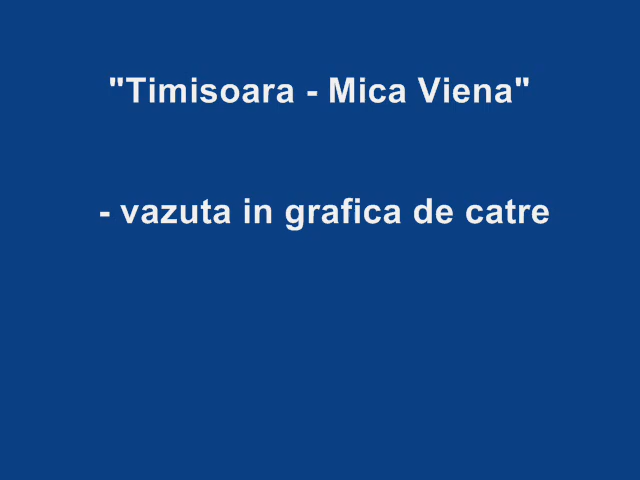 "Timisoara - Mica Viena"
- vazuta in grafica de catre